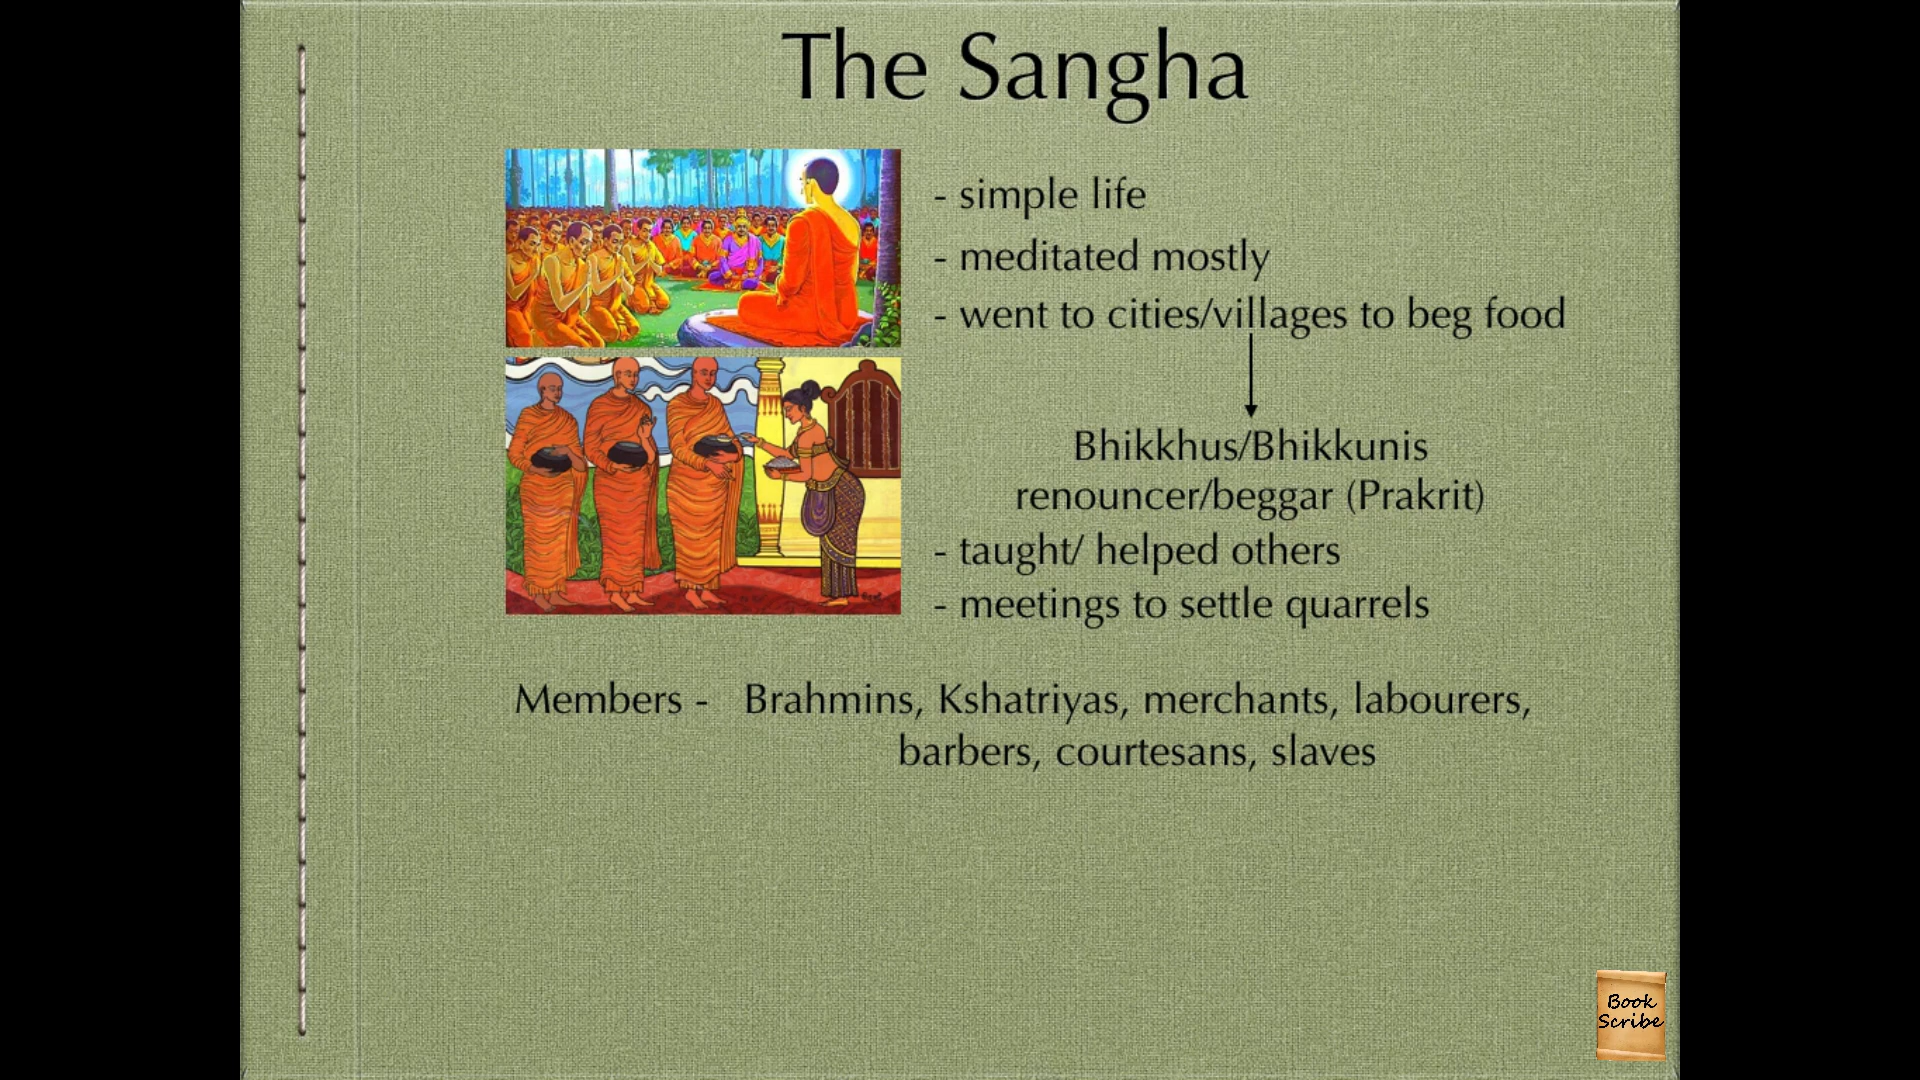 The Sangha
- simple life
- meditated mostly
- went to cities/villages to beg food
Bhikkhus/Bhikkunis
renouncer/beggar (Prakrit)
- taught/ helped others
- meetings to settle quarrels
Members - Brahmins, Kshatriyas, merchants, labourers,
barbers, courtesans, slaves
Book
Scribe